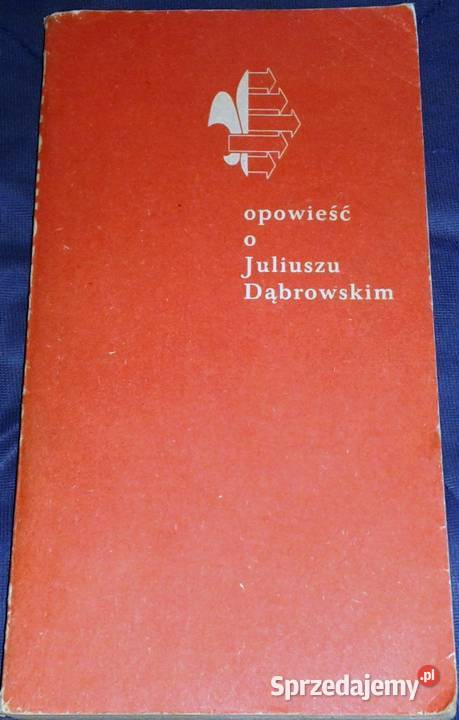 opowieść
o
Juliuszu
Dąbrowskim
Sprzedajemy.pl